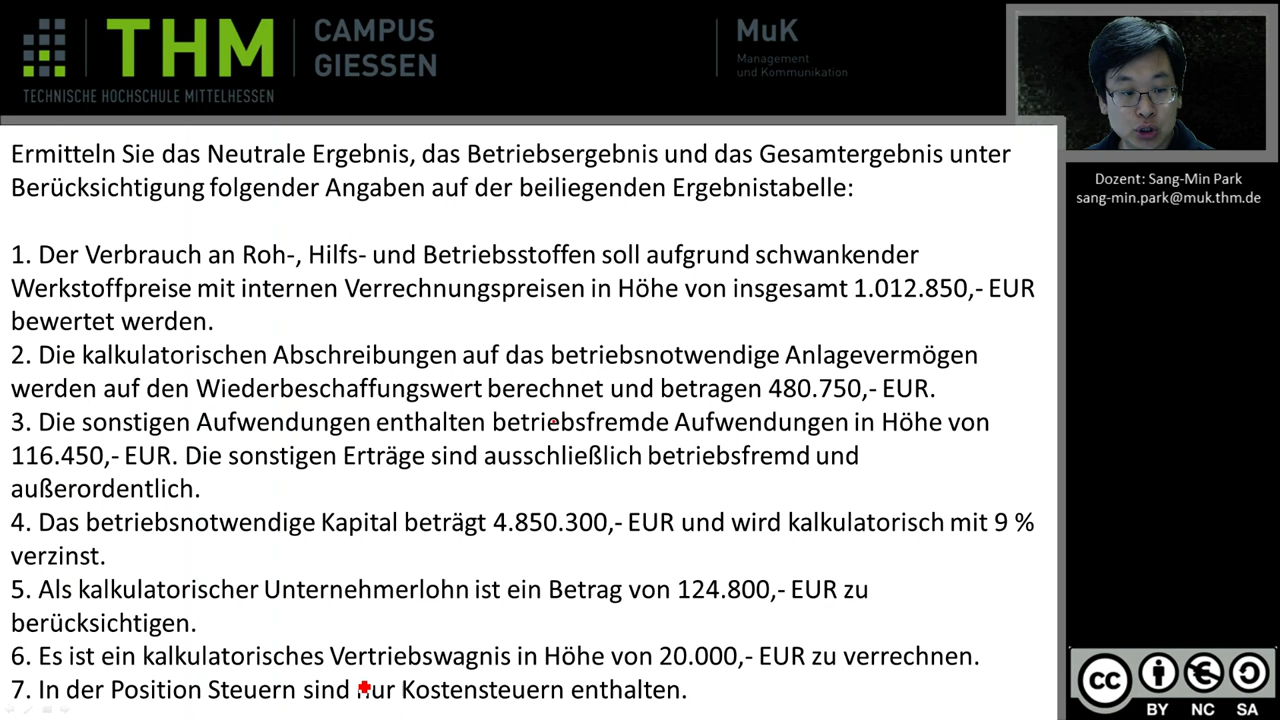 THM
CAMPUS
GIESSEN
TECHNISCHE HOCHSCHULE MITTELHESSEN
MuK
Management
und Kommunikation
Dozent: Sang-Min Park
sang-min.park@muk.thm.de
Ermitteln Sie das Neutrale Ergebnis, das Betriebsergebnis und das Gesamtergebnis unter
Berücksichtigung folgender Angaben auf der beiliegenden Ergebnistabelle:
1. Der Verbrauch an Roh-, Hilfs- und Betriebsstoffen soll aufgrund schwankender
Werkstoffpreise mit internen Verrechnungspreisen in Höhe von insgesamt 1.012.850,- EUR
bewertet werden.
2. Die kalkulatorischen Abschreibungen auf das betriebsnotwendige Anlagevermögen
werden auf den Wiederbeschaffungswert berechnet und betragen 480.750,- EUR.
3. Die sonstigen Aufwendungen enthalten betriebsfremde Aufwendungen in Höhe von
116.450,- EUR. Die sonstigen Erträge sind ausschließlich betriebsfremd und
außerordentlich.
4. Das betriebsnotwendige Kapital beträgt 4.850.300,- EUR und wird kalkulatorisch mit 9 %
verzinst.
5. Als kalkulatorischer Unternehmerlohn ist ein Betrag von 124.800,- EUR zu
berücksichtigen.
6. Es ist ein kalkulatorisches Vertriebswagnis in Höhe von 20.000,- EUR zu verrechnen.
7. In der Position Steuern sind nur Kostensteuern enthalten.
CC
BY NC SA